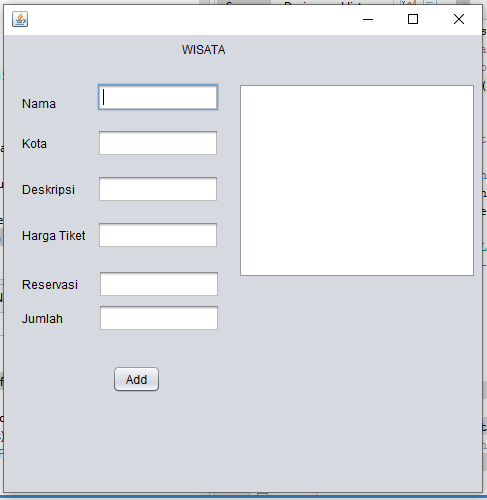 WISATA
Nama
Kota
Deskripsi
Harga Tiket
Reservasi
Jumlah
Add